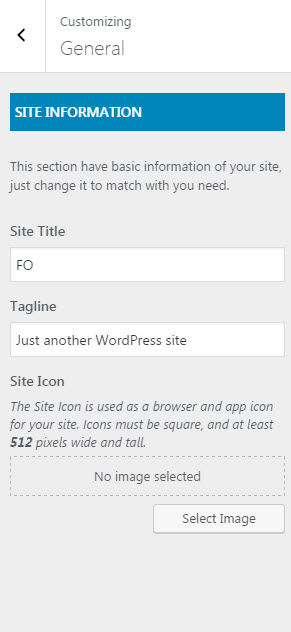 Customizing
General
SITE INFORMATION
This section have basic information of your site,
just change it to match with you need.
Site Title
FO
Tagline
Just another WordPress site
Site Icon
The Site Icon is used as a browser and app icon
for your site. Icons must be square, and at least
512 pixels wide and tall.
No image selected
Select Image